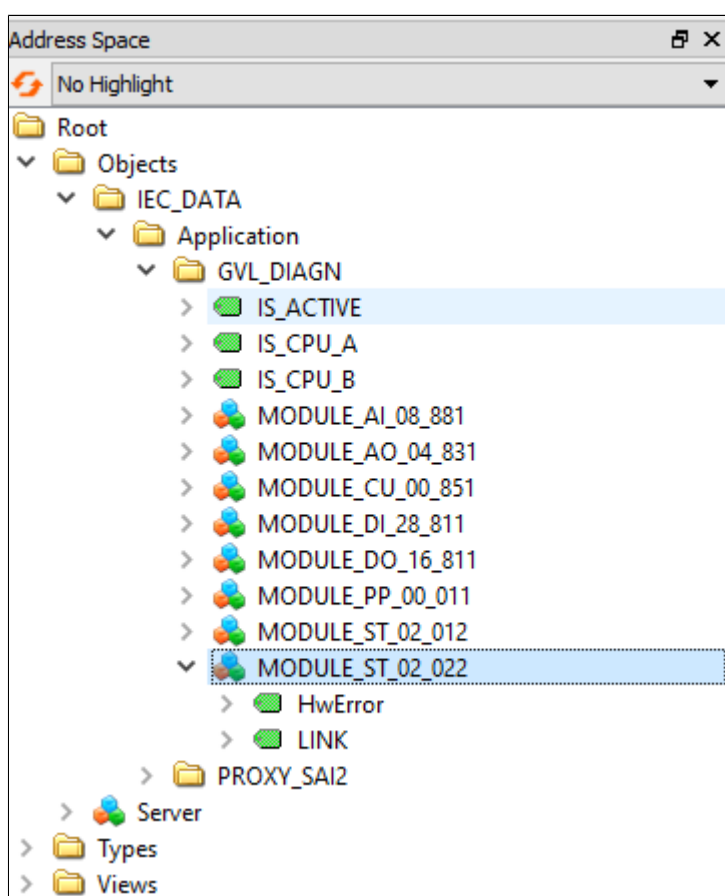 Address Space
No Highlight
Root
Objects
IEC_DATA
Application
GVL_DIAGN
IS_ACTIVE
IS_CPU_A
IS_CPU_B
MODULE_AI_08_881
MODULE_AO_04_831
MODULE_CU_00_851
MODULE_DI_28_811
MODULE_DO_16_811
MODULE_PP_00_011
MODULE_ST_02_012
MODULE_ST_02_022
HwError
LINK
PROXY_SAI2
Server
Types
Views